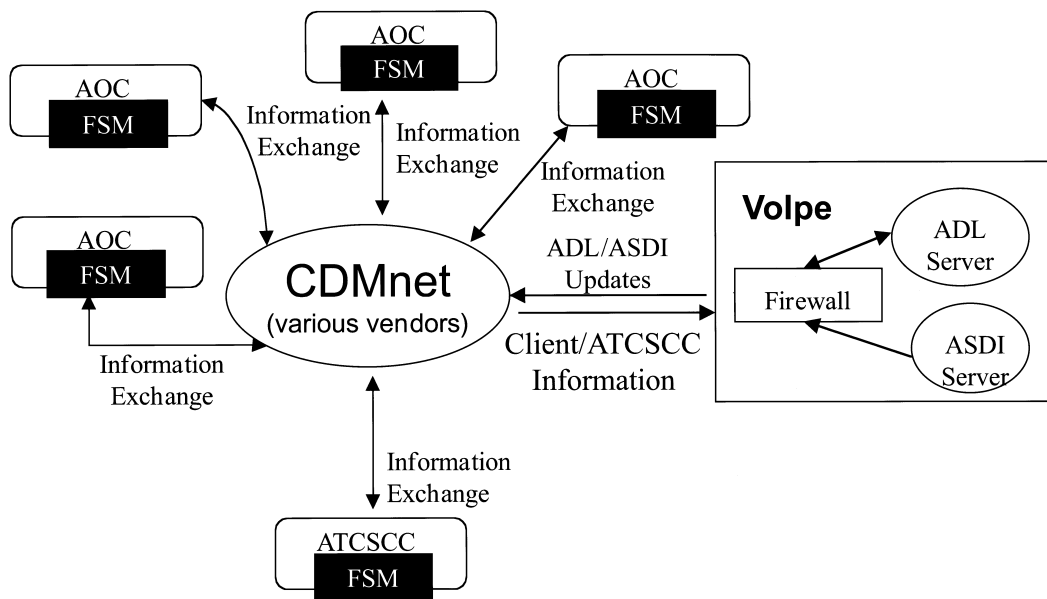 AOC
FSM
AOC
FSM
AOC
FSM
Information
Exchange
Information
Exchange
Information
Exchange
AOC
FSM
Information
Exchange
CDMnet
(various vendors)
ADL/ASDI
Updates
Client/ATCSCC
Information
Volpe
ADL
Server
Firewall
ASDI
Server
Information
Exchange
ATCSCC
FSM